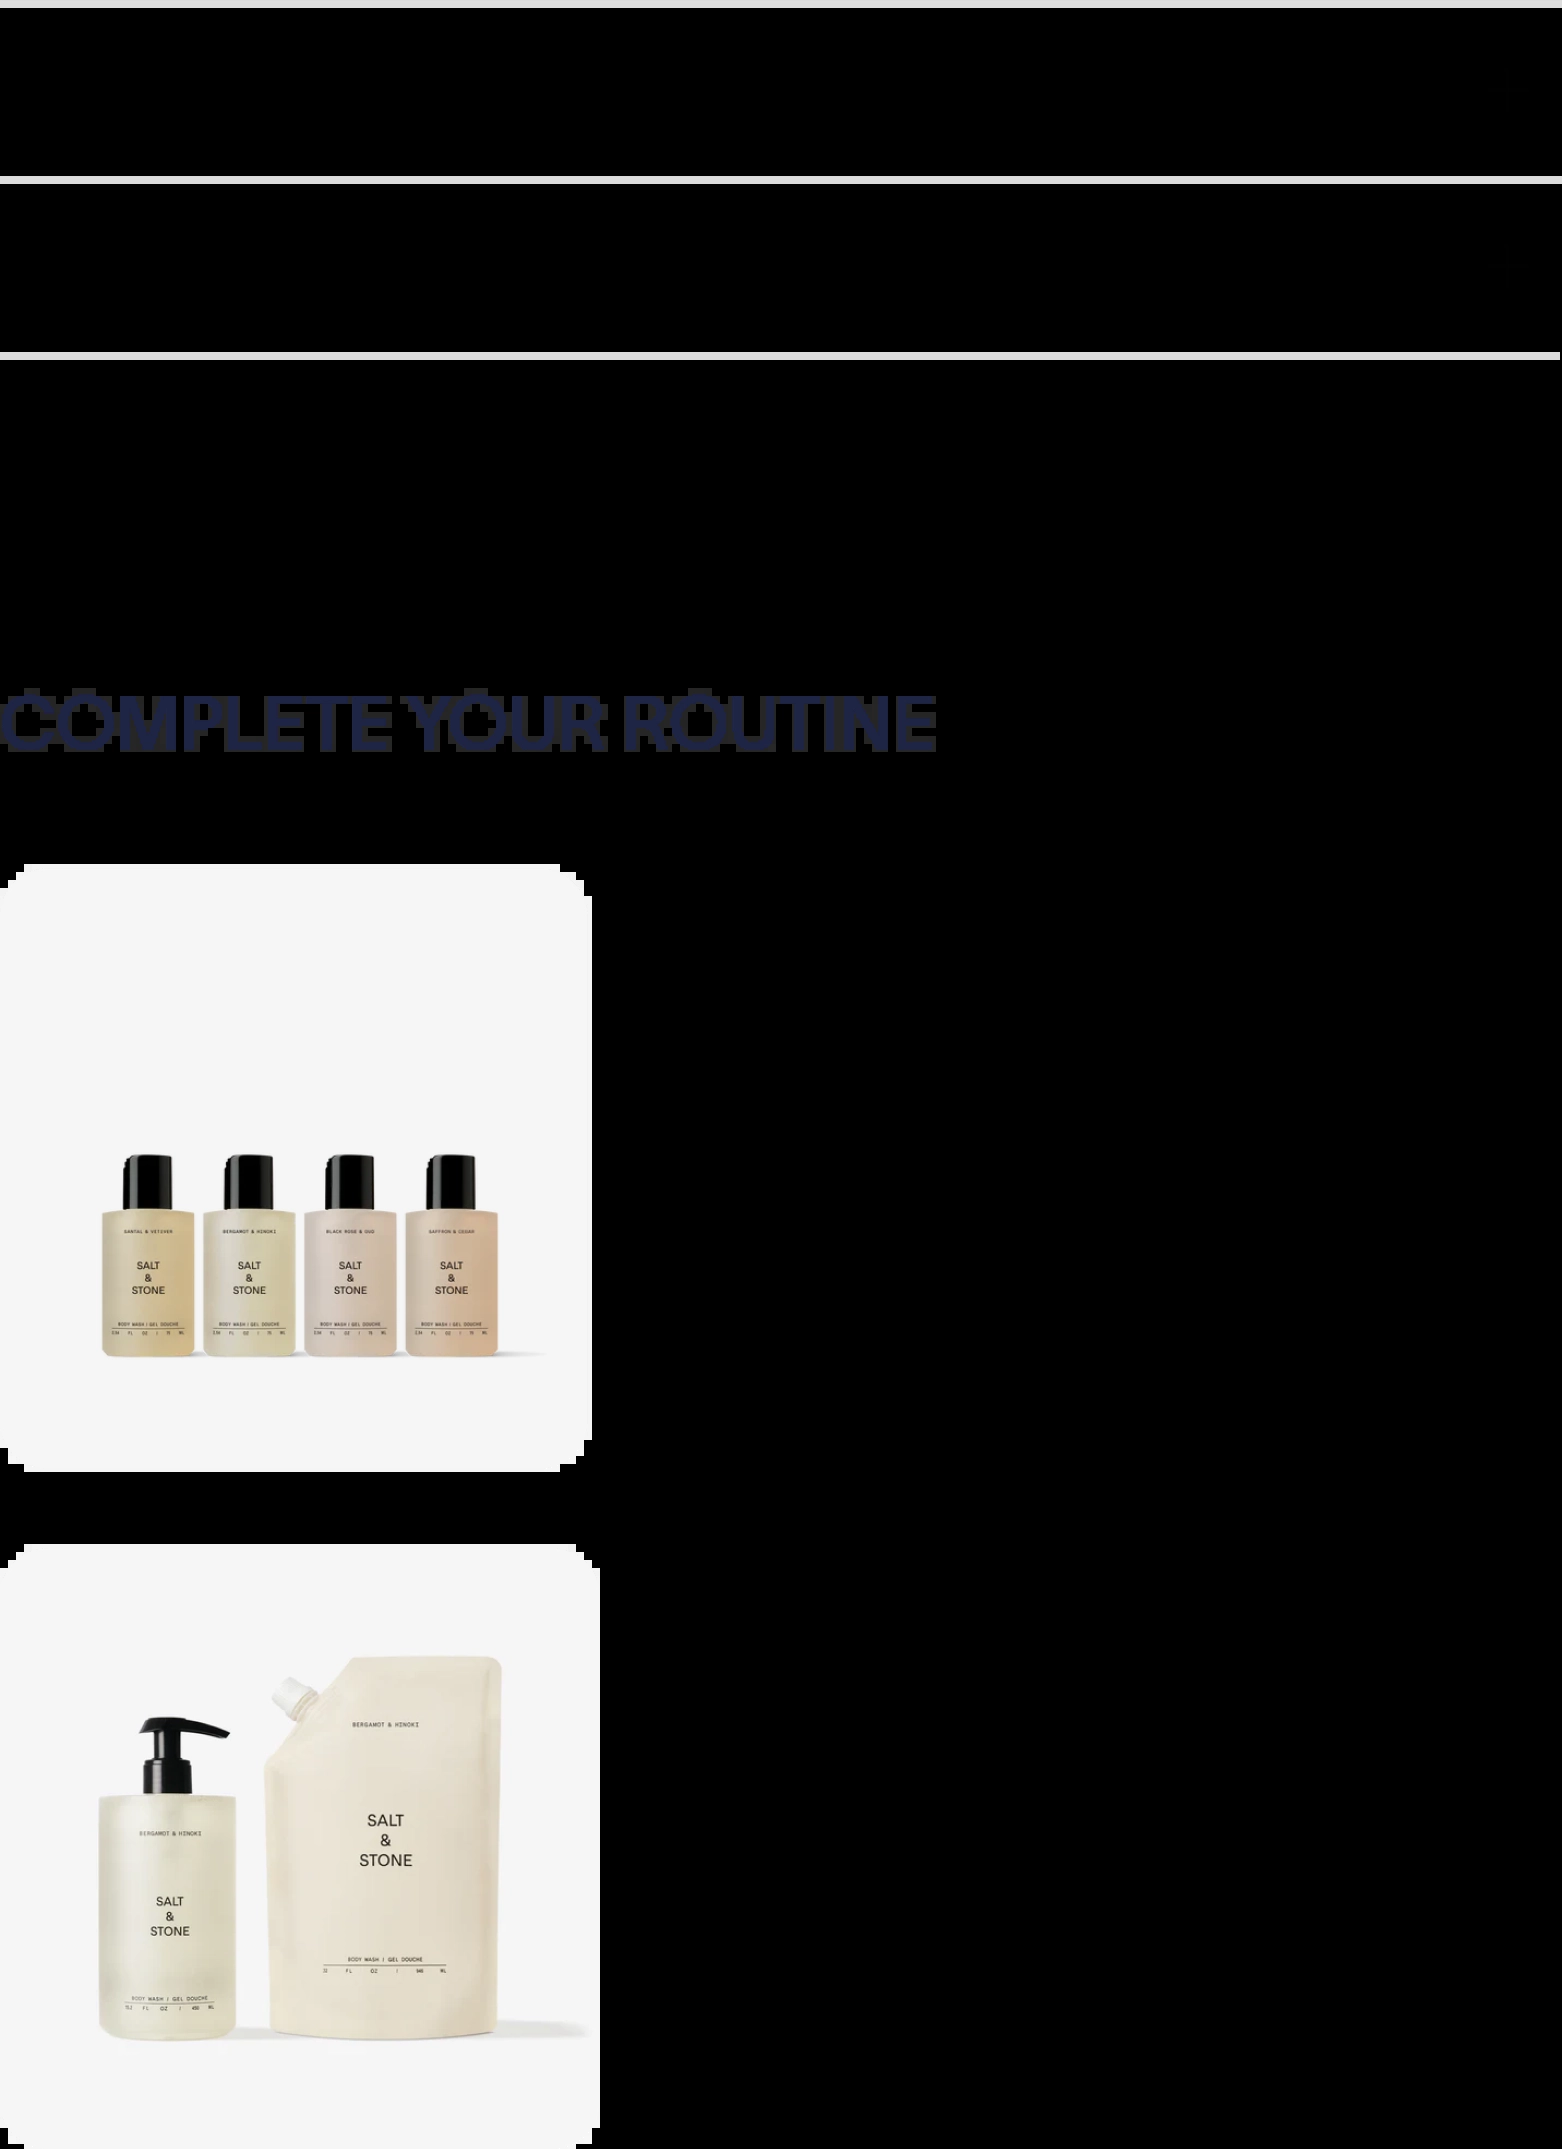 COMPLETE YOUR ROUTINE
SANTAL & VETIVER
SALT
&
STONE
BODY WASH | GEL DOUCHE
2.54 FL OZ | 75 ML
BERGAMOT & HINOKI
SALT
&
STONE
BODY WASH | GEL DOUCHE
2.54 FL OZ | 75 ML
BLACK ROSE & OUD
SALT
&
STONE
BODY WASH | GEL DOUCHE
2.54 FL OZ | 75 ML
SAFFRON & CEDAR
SALT
&
STONE
BODY WASH | GEL DOUCHE
2.54 FL OZ | 75 ML
BERGAMOT & HINOKI
SALT
&
STONE
BODY WASH | GEL DOUCHE
15.2 FL OZ | 450 ML
BERGAMOT & HINOKI
SALT
&
STONE
BODY WASH | GEL DOUCHE
32 FL OZ | 946 ML